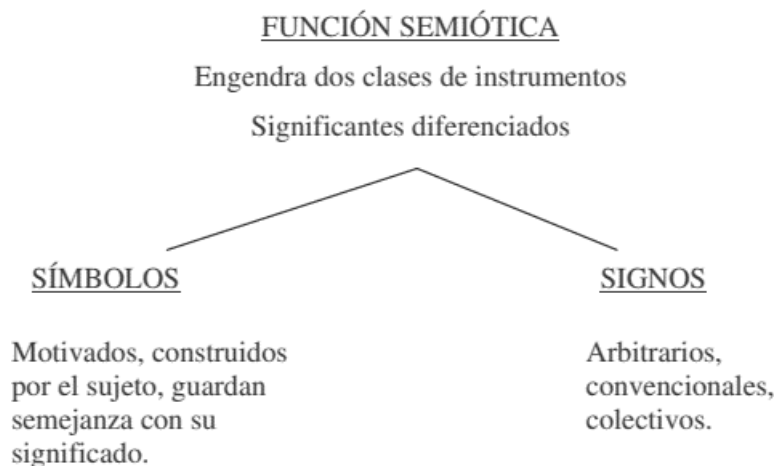 FUNCIÓN SEMIÓTICA
Engendra dos clases de instrumentos
Significantes diferenciados
SÍMBOLOS
Motivados, construidos
por el sujeto, guardan
semejanza con su
significado.
SIGNOS
Arbitrarios,
convencionales,
colectivos.